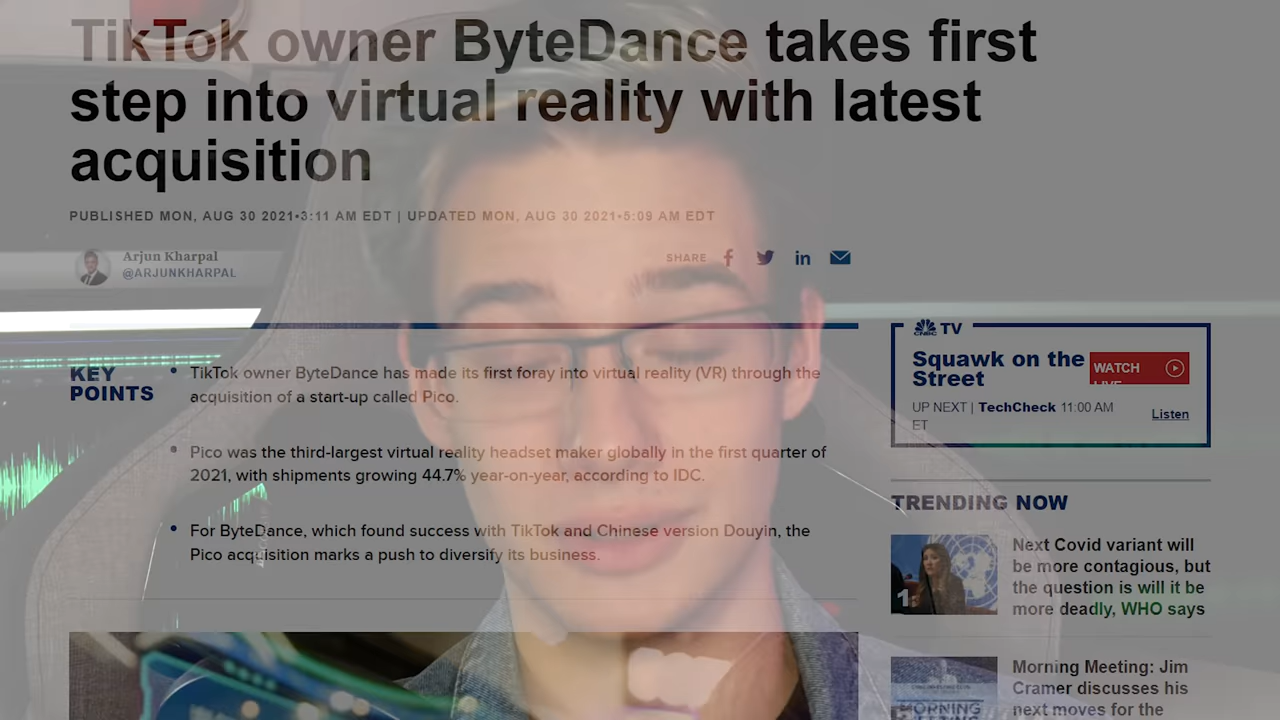 TikTok owner ByteDance takes first
step into virtual reality with latest
acquisition
PUBLISHED MON, AUG 30 2021•3:11 AM EDT | UPDATED MON, AUG 30 2021•5:09 AM EDT
Arjun Kharpal
@ARJUNKHARPAL
SHARE
KEY
POINTS
TikTok owner ByteDance has made its first foray into virtual reality (VR) through the
acquisition of a start-up called Pico.
Pico was the third-largest virtual reality headset maker globally in the first quarter of
2021, with shipments growing 44.7% year-on-year, according to IDC.
For ByteDance, which found success with TikTok and Chinese version Douyin, the
Pico acquisition marks a push to diversify its business.
CNBC TV
Squawk on the
Street
WATCH
LIVE
UP NEXT | TechCheck 11:00 AM
ET
Listen
TRENDING NOW
1
Next Covid variant will
be more contagious, but
the question is will it be
more deadly, WHO says
Morning Meeting: Jim
Cramer discusses his
next moves for the
MORNING
MEETING